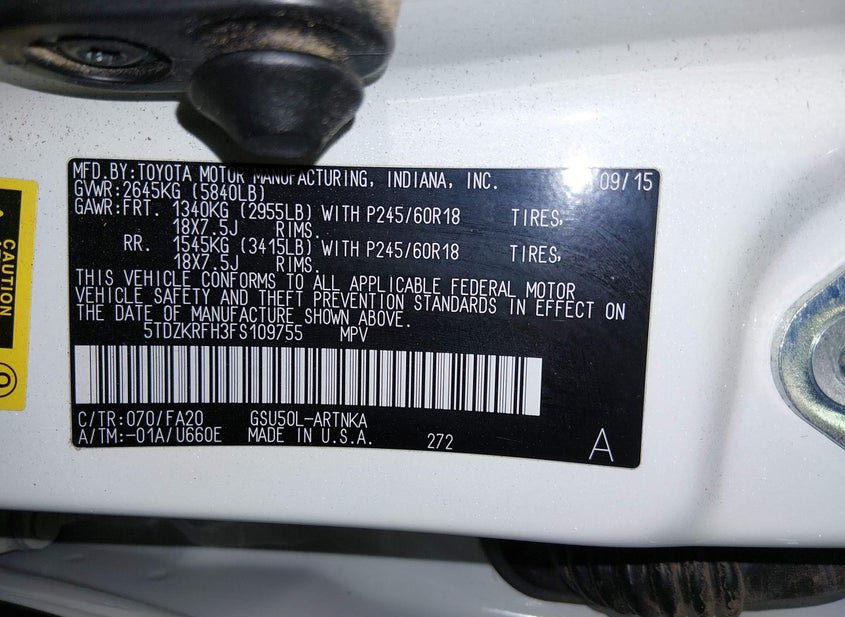 MFD.BY:TOYOTA MOTOR MANUFACTURING, INDIANA, INC. 09/15
GVWR:2645KG (5840LB)
GAWR:FRT. 1340KG (2955LB) WITH P245/60R18 TIRES,
18X7.5J RIMS.
RR. 1545KG (3415LB) WITH P245/60R18 TIRES,
18X7.5J RIMS.
THIS VEHICLE CONFORMS TO ALL APPLICABLE FEDERAL MOTOR
VEHICLE SAFETY AND THEFT PREVENTION STANDARDS IN EFFECT ON
THE DATE OF MANUFACTURE SHOWN ABOVE.
5TDZKRFH3FS109755 MPV
C/TR:070/FA20 GSU50L-ARTNKA
A/TM:-01A/U660E MADE IN U.S.A. 272
A
CAUTION